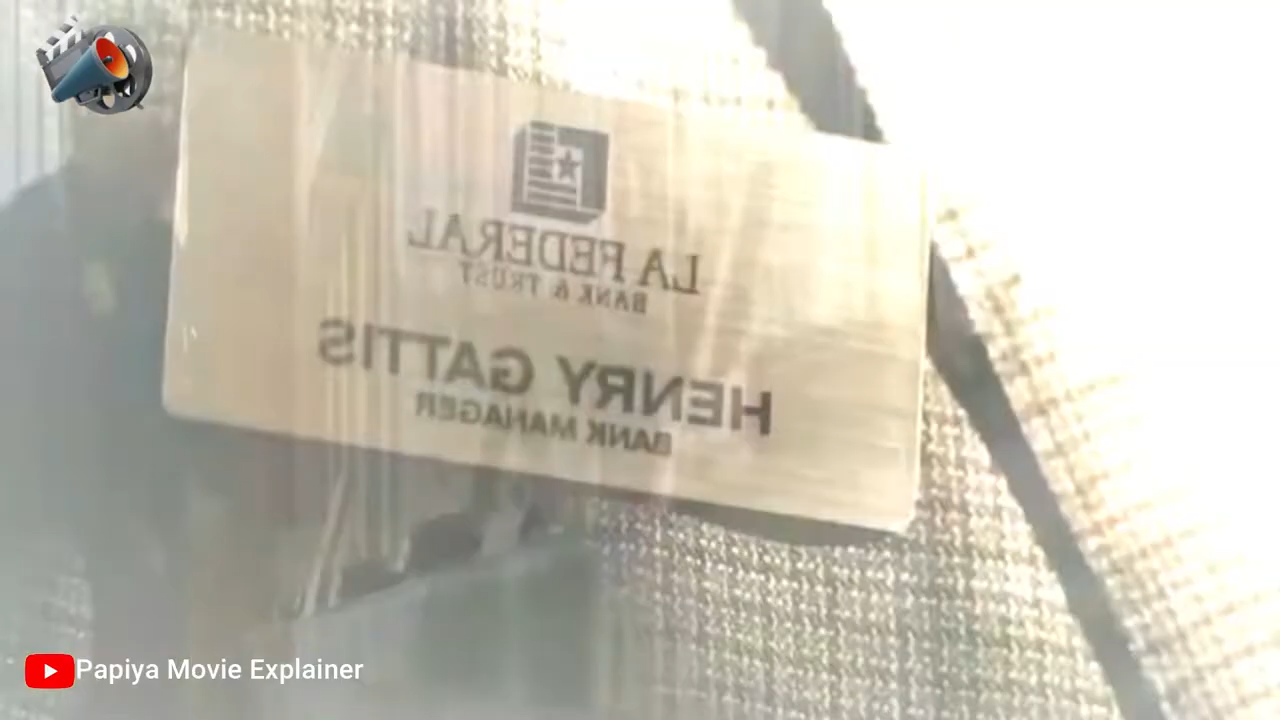 LA FEDERAL
BANK & TRUST
HENRY GATTIS
BANK MANAGER
Papiya Movie Explainer